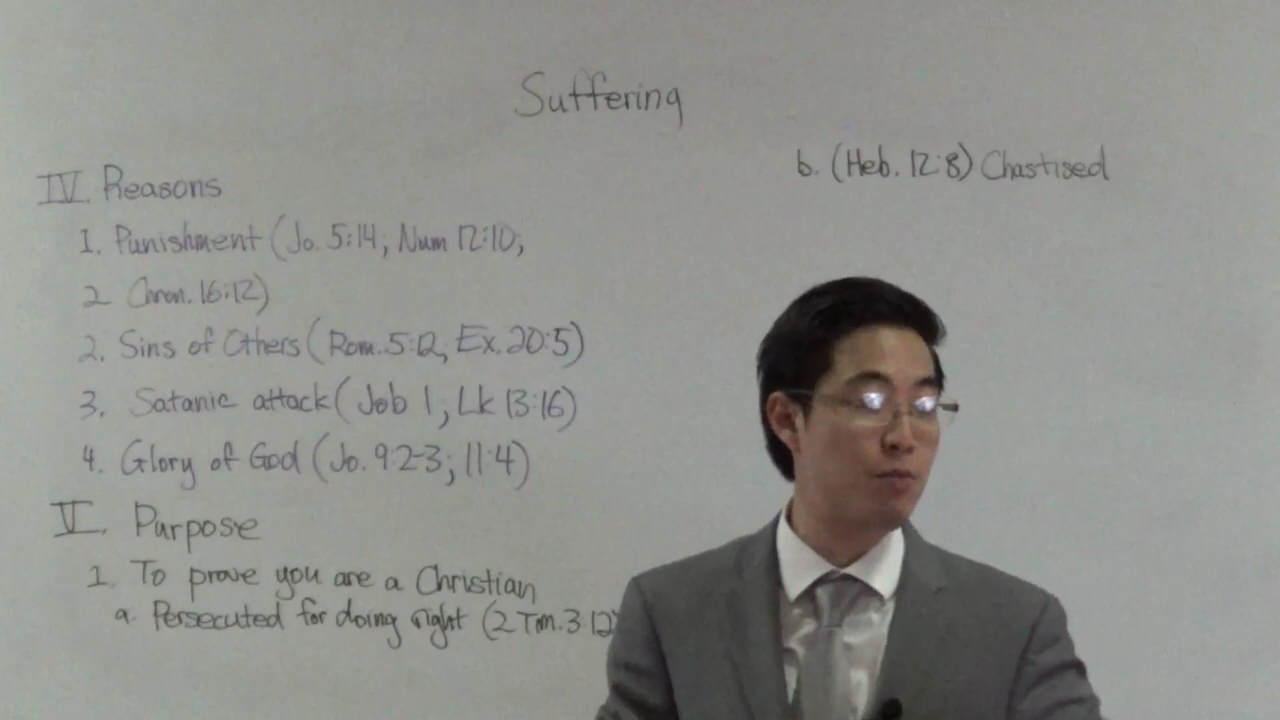 Suffering
IV. Reasons
1. Punishment (Jo. 5:14; Num 12:10;
2 Chron. 16:12)
2. Sins of Others (Rom. 5:12, Ex. 20:5)
3. Satanic attack (Job 1, Lk 13:16)
4. Glory of God (Jo. 9:2-3; 11:4)
V. Purpose
1. To prove you are a Christian
a. Persecuted for doing right (2 Tm. 3:12)
b. (Heb. 12:8) Chastised